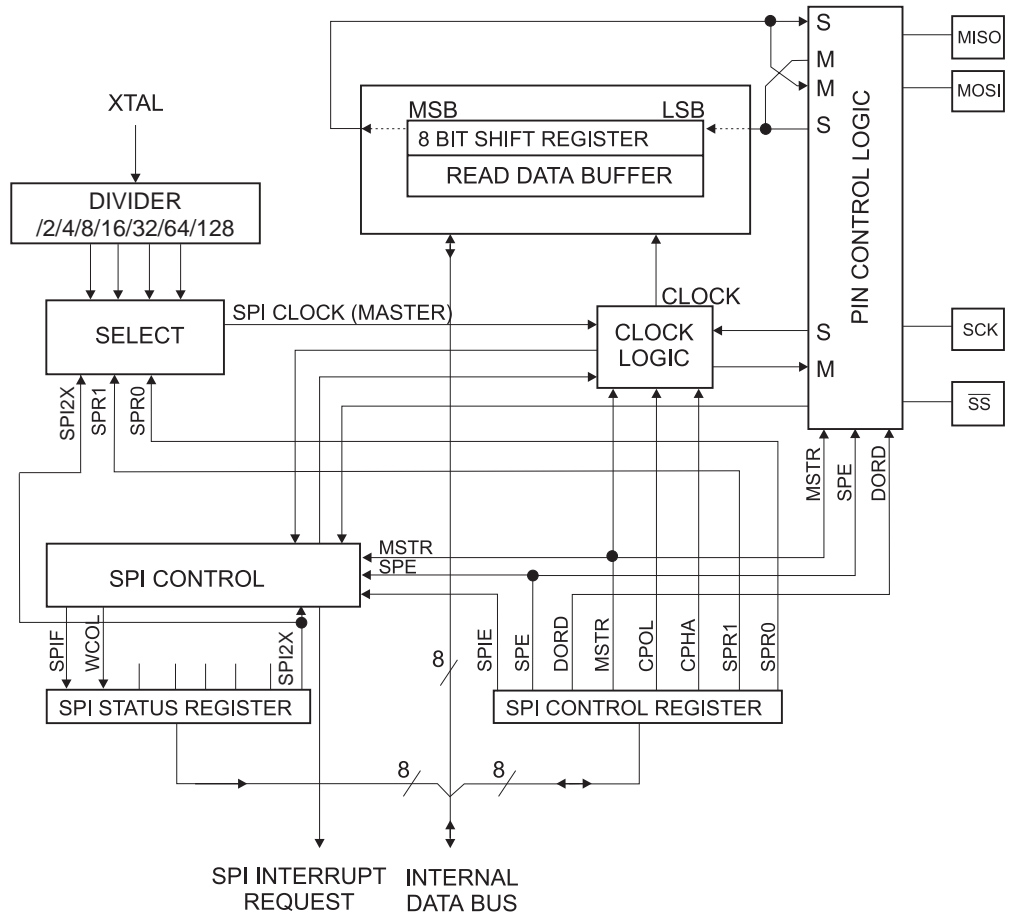 S
MISO
M
M
MOSI
XTAL
MSB
LSB
S
8 BIT SHIFT REGISTER
READ DATA BUFFER
PIN CONTROL LOGIC
DIVIDER
/2/4/8/16/32/64/128
CLOCK
SPI CLOCK (MASTER)
SELECT
CLOCK
LOGIC
S
SCK
M
SPI2X
SPR1
SPR0
SS
MSTR
SPE
DORD
MSTR
SPE
SPI CONTROL
SPIF
WCOL
SPI2X
SPIE
SPE
DORD
MSTR
CPOL
CPHA
SPR1
SPR0
8
SPI STATUS REGISTER
SPI CONTROL REGISTER
8
8
SPI INTERRUPT
REQUEST
INTERNAL
DATA BUS